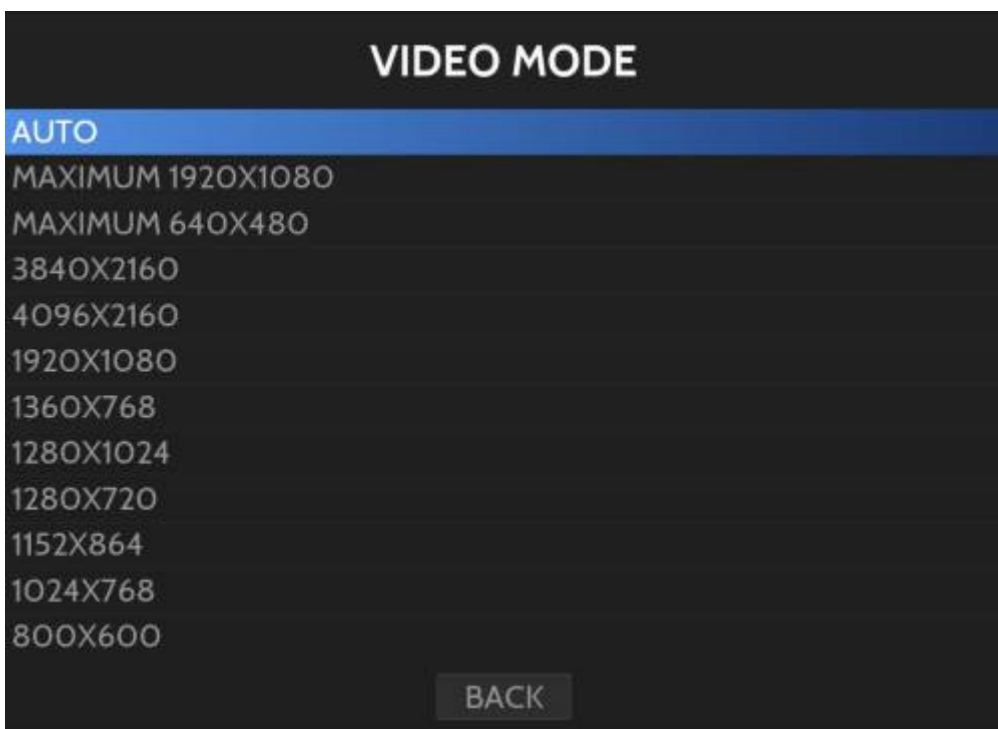 VIDEO MODE
AUTO
MAXIMUM 1920X1080
MAXIMUM 640X480
3840X2160
4096X2160
1920X1080
1360X768
1280X1024
1280X720
1152X864
1024X768
800X600
BACK